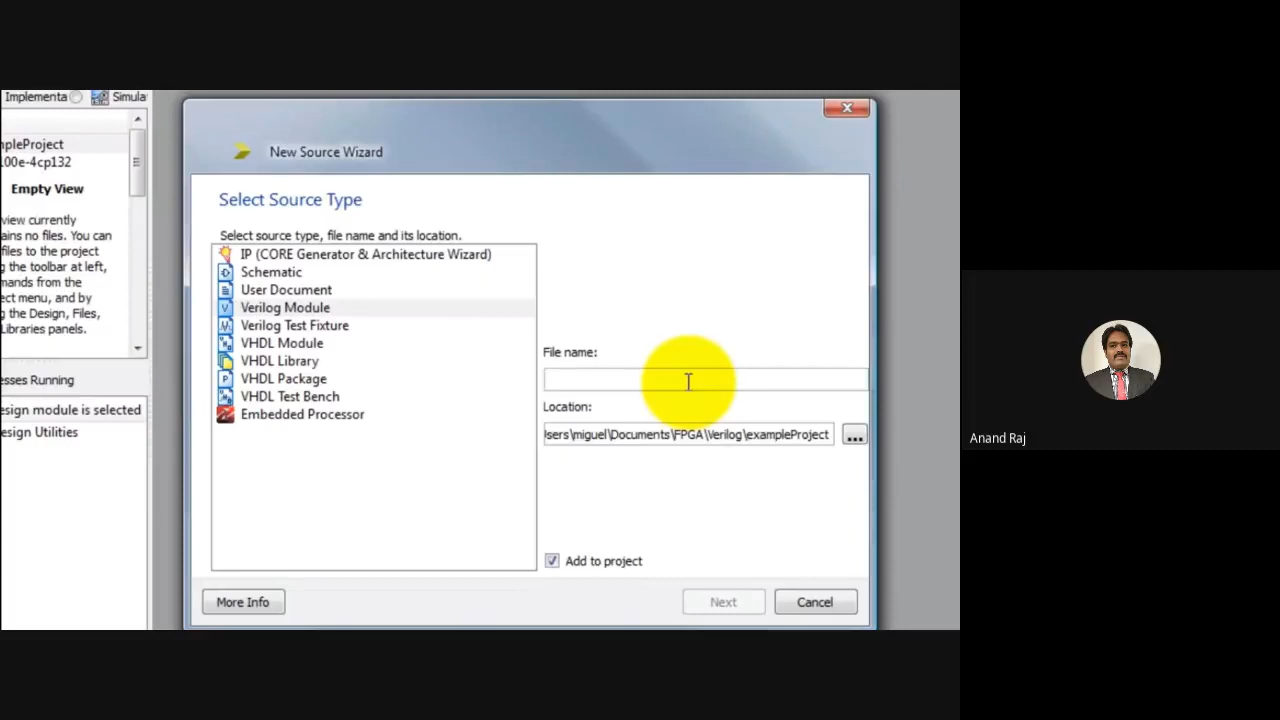 Implementa
Simula
mpleProject
100e-4cp132
Empty View
view currently
ains no files. You can
files to the project
g the toolbar at left,
mands from the
ect menu, and by
g the Design, Files,
Libraries panels.
esses Running
esign module is selected
esign Utilities
New Source Wizard
Select Source Type
Select source type, file name and its location.
IP (CORE Generator & Architecture Wizard)
Schematic
User Document
Verilog Module
Verilog Test Fixture
VHDL Module
VHDL Library
VHDL Package
VHDL Test Bench
Embedded Processor
File name:
Location:
Jsers\miguel\Documents\FPGA\Verilog\exampleProject
...
Add to project
More Info
Next
Cancel
Anand Raj